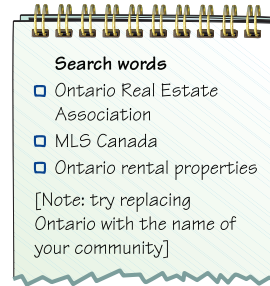 Search words
Ontario Real Estate
Association
MLS Canada
Ontario rental properties
[Note: try replacing
Ontario with the name of
your community]